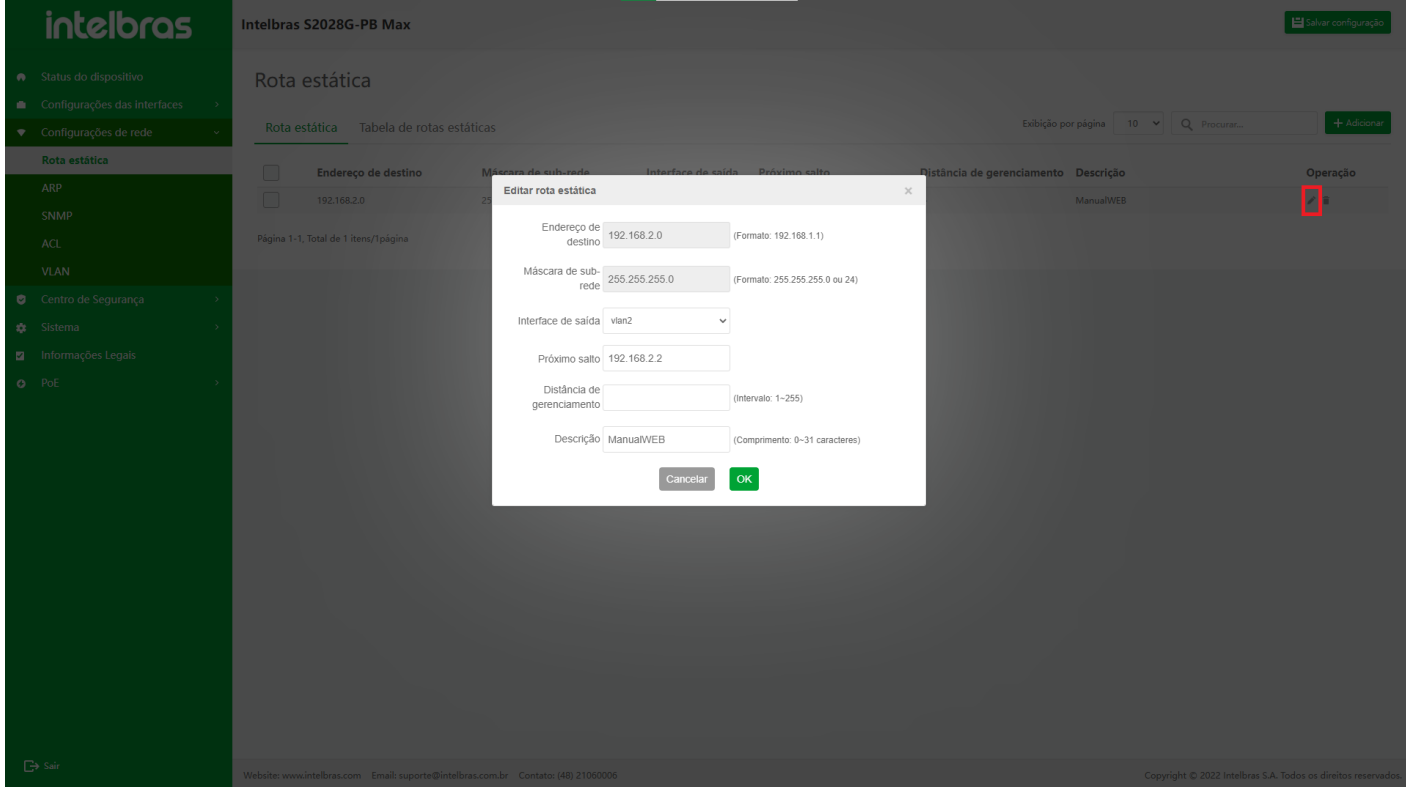 intelbras
Intelbras S2028G-PB Max
Salvar configuração
Status do dispositivo
Configurações das interfaces
Configurações de rede
Rota estática
ARP
SNMP
ACL
VLAN
Centro de Segurança
Sistema
Informações Legais
PoE
Sair
Rota estática
Rota estática Tabela de rotas estáticas
Exibição por página 10 Procurar... + Adicionar
Endereço de destino Máscara de sub-rede Interface de saída Próximo salto Distância de gerenciamento Descrição Operação
192.168.2.0 25 ManualWEB
Página 1-1, Total de 1 itens/1página
Editar rota estática ×
Endereço de
destino 192.168.2.0 (Formato: 192.168.1.1)
Máscara de sub-
rede 255.255.255.0 (Formato: 255.255.255.0 ou 24)
Interface de saída vlan2
Próximo salto 192.168.2.2
Distância de
gerenciamento (Intervalo: 1~255)
Descrição ManualWEB (Comprimento: 0~31 caracteres)
Cancelar OK
Website: www.intelbras.com Email: suporte@intelbras.com.br Contato: (48) 21060006
Copyright © 2022 Intelbras S.A. Todos os direitos reservados.